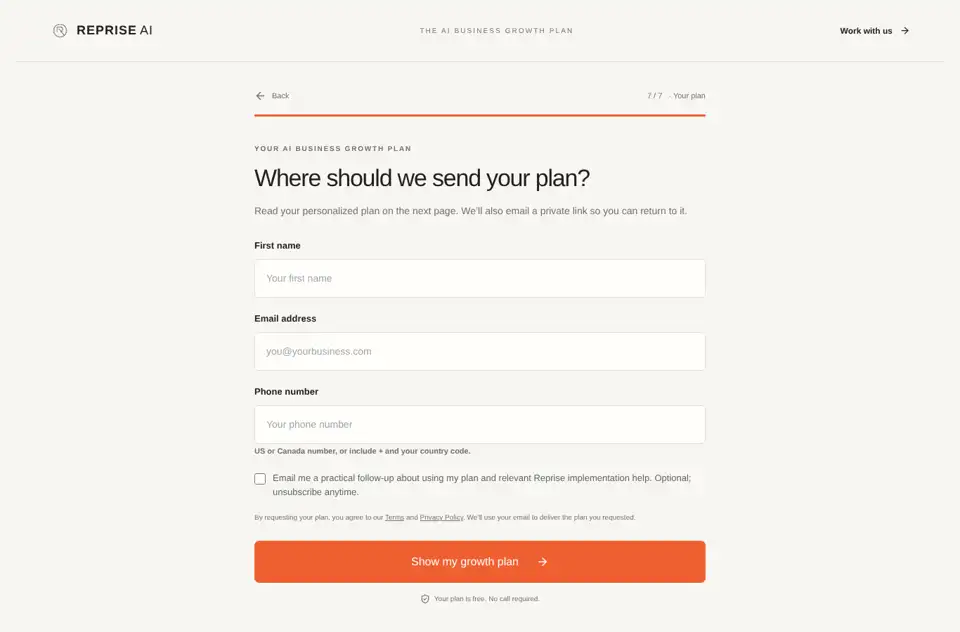 REPRISE AI
THE AI BUSINESS GROWTH PLAN
Work with us
Back
7 / 7 · Your plan
YOUR AI BUSINESS GROWTH PLAN
Where should we send your plan?
Read your personalized plan on the next page. We'll also email a private link so you can return to it.
First name
Your first name
Email address
you@yourbusiness.com
Phone number
Your phone number
US or Canada number, or include + and your country code.
Email me a practical follow-up about using my plan and relevant Reprise implementation help. Optional;
unsubscribe anytime.
By requesting your plan, you agree to our Terms and Privacy Policy. We'll use your email to deliver the plan you requested.
Show my growth plan
Your plan is free. No call required.